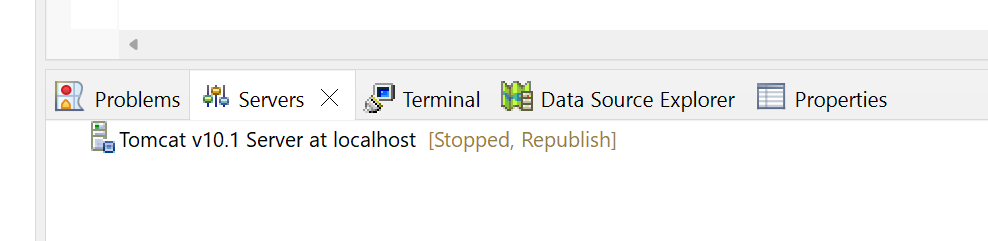 Problems Servers Terminal Data Source Explorer Properties
Tomcat v10.1 Server at localhost [Stopped, Republish]